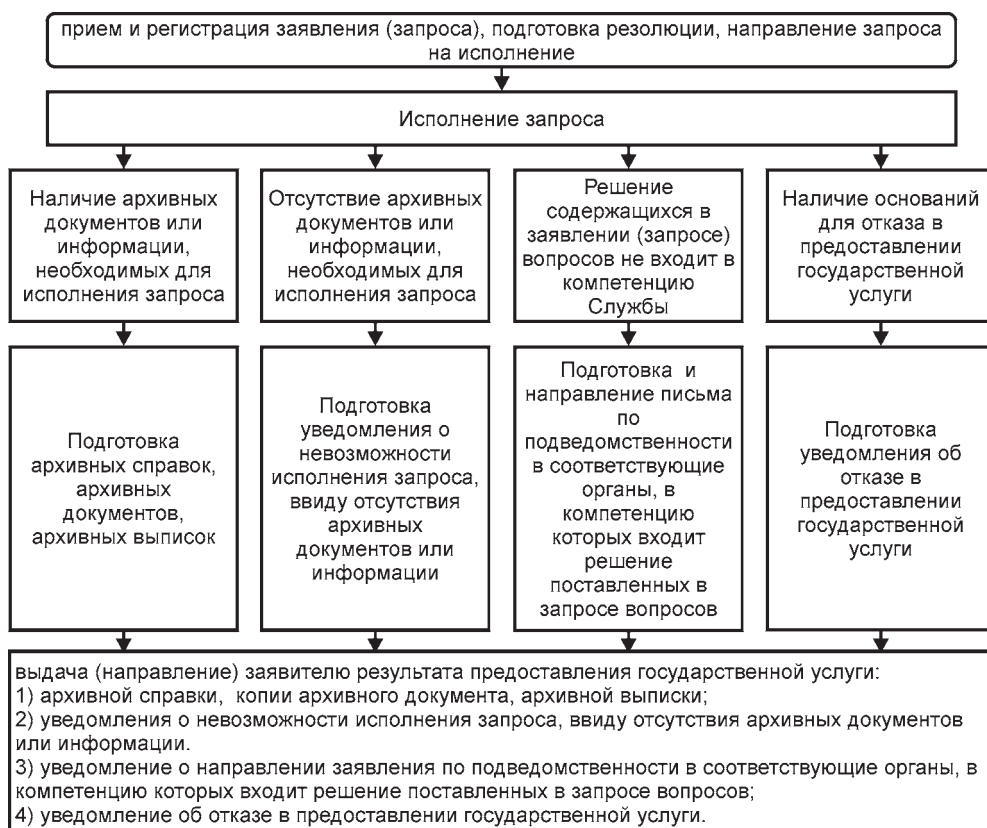 прием и регистрация заявления (запроса), подготовка резолюции, направление запроса
на исполнение
Исполнение запроса
Наличие архивных
документов или
информации,
необходимых для
исполнения запроса
Отсутствие архивных
документов или
информации,
необходимых для
исполнения запроса
Решение
содержащихся в
заявлении (запросе)
вопросов не входит в
компетенцию
Службы
Наличие оснований
для отказа в
предоставлении
государственной
услуги
Подготовка
архивных справок,
архивных
документов,
архивных выписок
Подготовка
уведомления о
невозможности
исполнения запроса,
ввиду отсутствия
архивных
документов или
информации
Подготовка и
направление письма
по
подведомственности
в соответствующие
органы, в
компетенцию
которых входит
решение
поставленных в
запросе вопросов
Подготовка
уведомления об
отказе в
предоставлении
государственной
услуги
выдача (направление) заявителю результата предоставления государственной услуги:
1) архивной справки, копии архивного документа, архивной выписки;
2) уведомления о невозможности исполнения запроса, ввиду отсутствия архивных документов
или информации.
3) уведомление о направлении заявления по подведомственности в соответствующие органы, в
компетенцию которых входит решение поставленных в запросе вопросов;
4) уведомление об отказе в предоставлении государственной услуги.